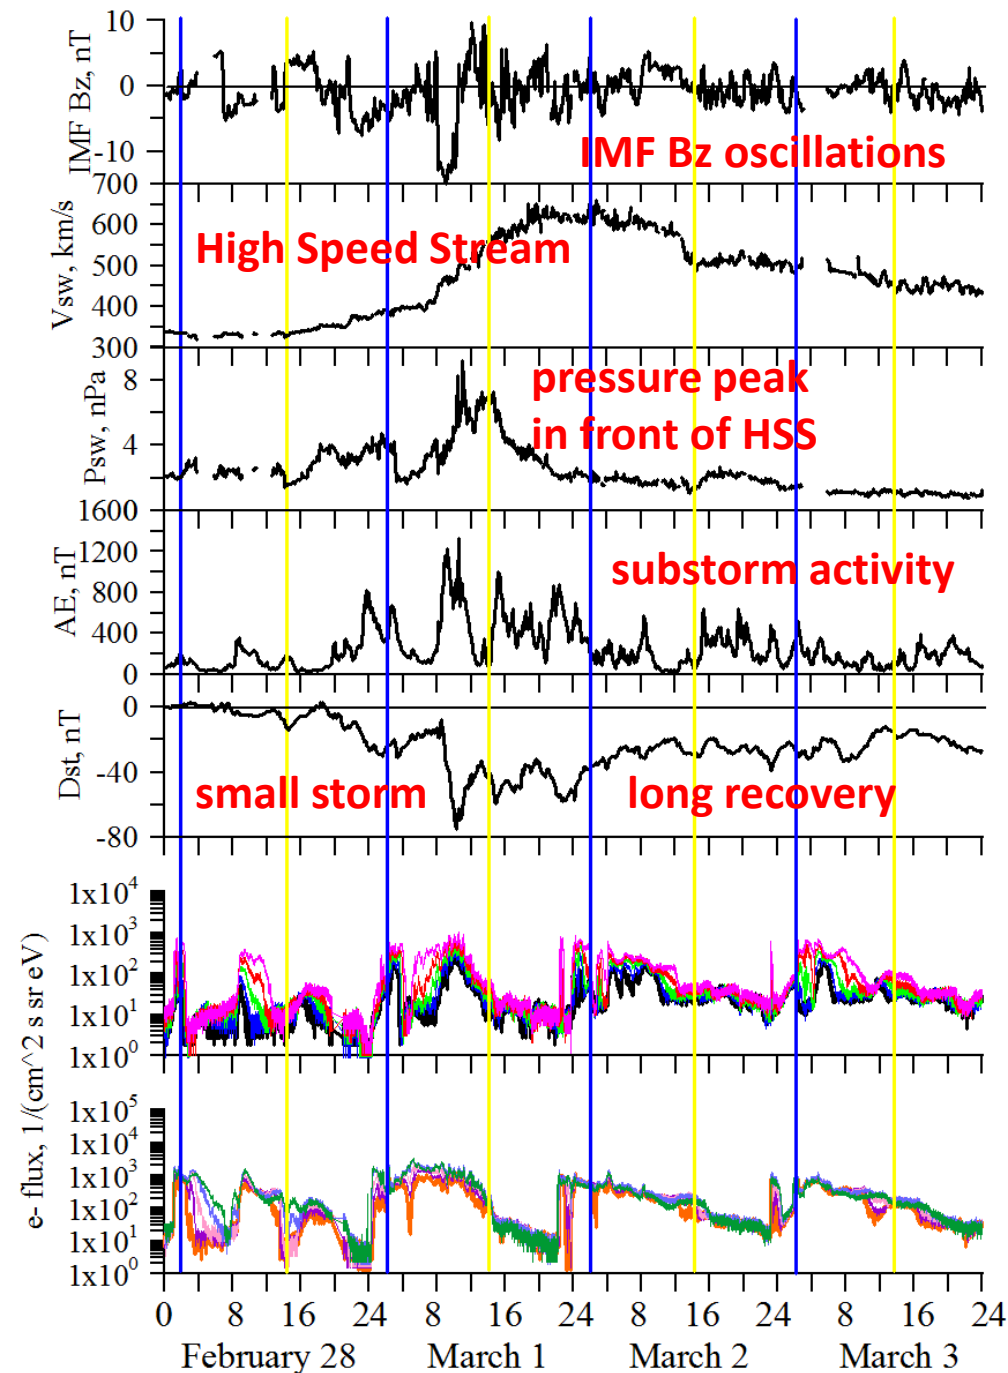 10
0
-10
IMF Bz, nT
IMF Bz oscillations
700
600
500
400
300
Vsw, km/s
High Speed Stream
8
4
0
Psw, nPa
pressure peak
in front of HSS
1600
1200
800
400
0
AE, nT
substorm activity
0
-40
-80
Dst, nT
small storm
long recovery
1x10^4
1x10^3
1x10^2
1x10^1
1x10^0
e- flux, 1/(cm^2 s sr eV)
1x10^5
1x10^4
1x10^3
1x10^2
1x10^1
1x10^0
0 8 16 24 8 16 24 8 16 24 8 16 24
February 28 March 1 March 2 March 3